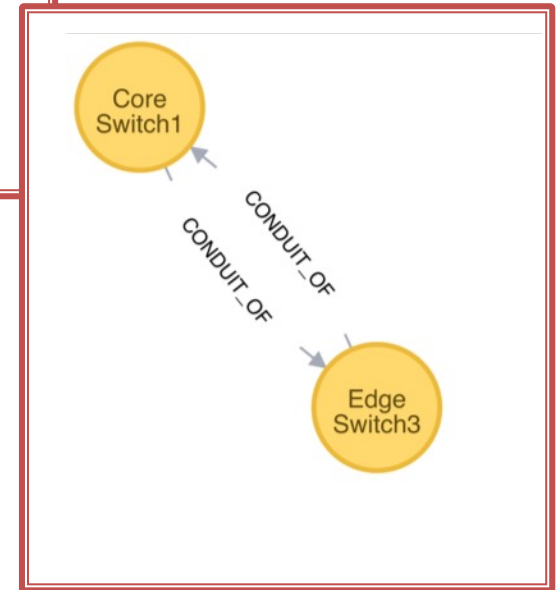 Core
Switch1
CONDUIT_OF
CONDUIT_OF
Edge
Switch3